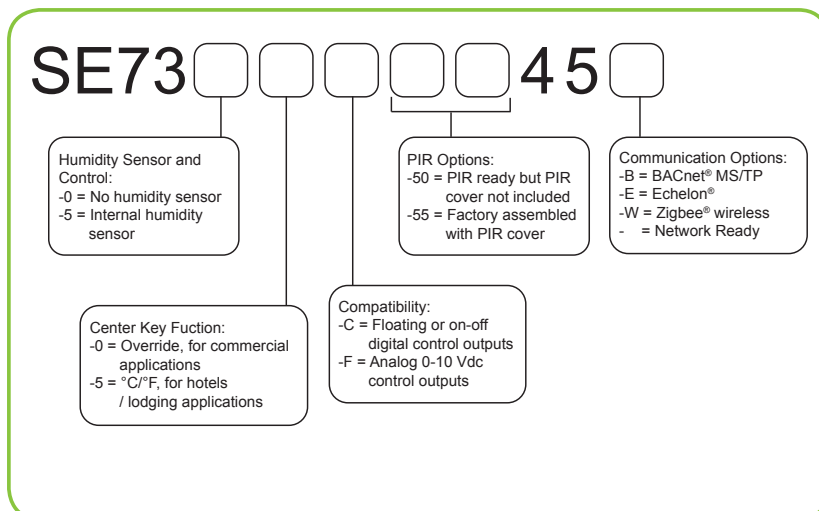 SE73 45
Humidity Sensor and
Control:
-0 = No humidity sensor
-5 = Internal humidity
sensor
PIR Options:
-50 = PIR ready but PIR
cover not included
-55 = Factory assembled
with PIR cover
Communication Options:
-B = BACnet® MS/TP
-E = Echelon®
-W = Zigbee® wireless
- = Network Ready
Center Key Fuction:
-0 = Override, for commercial
applications
-5 = °C/°F, for hotels
/ lodging applications
Compatibility:
-C = Floating or on-off
digital control outputs
-F = Analog 0-10 Vdc
control outputs